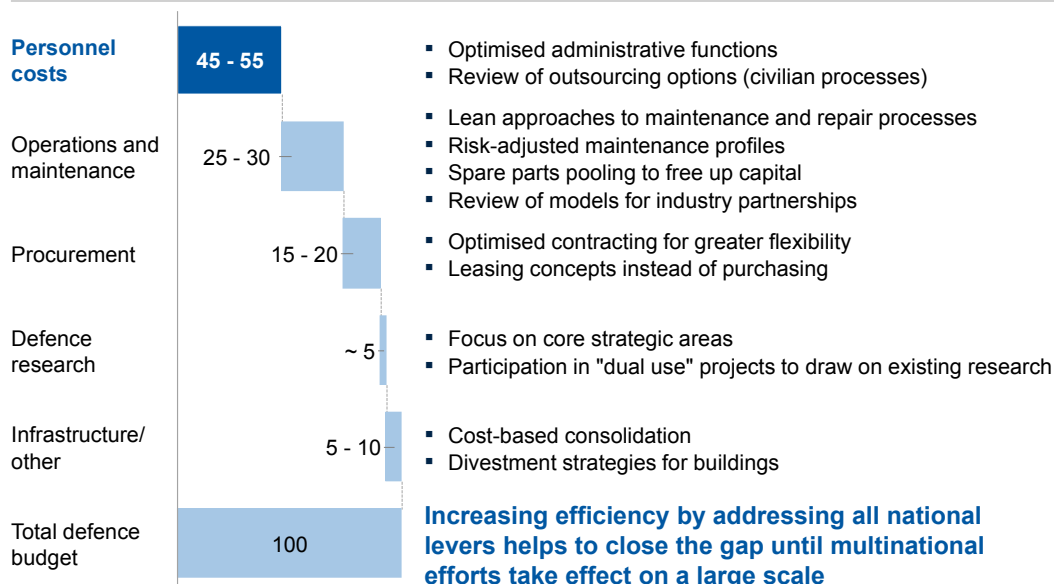 Personnel
costs
45 - 55
▪ Optimised administrative functions
▪ Review of outsourcing options (civilian processes)
Operations and
maintenance
25 - 30
▪ Lean approaches to maintenance and repair processes
▪ Risk-adjusted maintenance profiles
▪ Spare parts pooling to free up capital
▪ Review of models for industry partnerships
Procurement
15 - 20
▪ Optimised contracting for greater flexibility
▪ Leasing concepts instead of purchasing
Defence
research
~ 5
▪ Focus on core strategic areas
▪ Participation in "dual use" projects to draw on existing research
Infrastructure/
other
5 - 10
▪ Cost-based consolidation
▪ Divestment strategies for buildings
Total defence
budget
100
Increasing efficiency by addressing all national
levers helps to close the gap until multinational
efforts take effect on a large scale